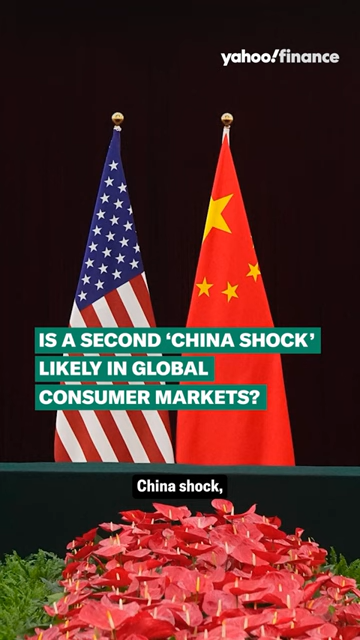 yahoo!finance
IS A SECOND ‘CHINA SHOCK’
LIKELY IN GLOBAL
CONSUMER MARKETS?
China shock,